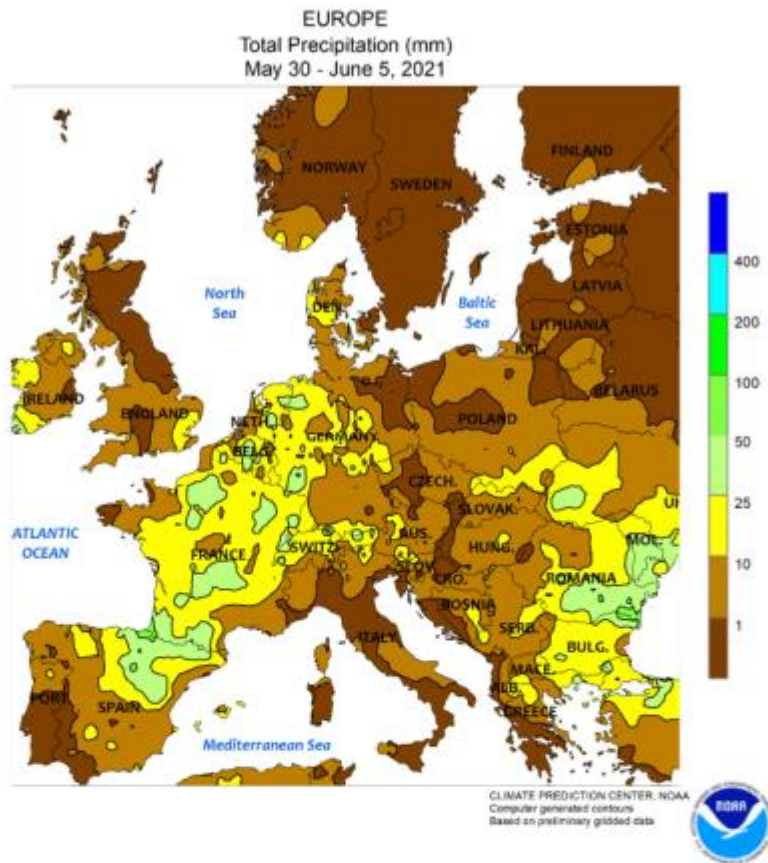 EUROPE
Total Precipitation (mm)
May 30 - June 5, 2021
FINLAND
NORWAY
SWEDEN
ESTONIA
North
Sea
Baltic
Sea
LATVIA
DEN.
LITHUANIA
KAL.
BELARUS
IRELAND
ENGLAND
NETH.
GERMANY
POLAND
BELG.
CZECH.
SLOVAK.
UK
ATLANTIC
OCEAN
FRANCE
SWITZ.
AUS.
HUNG.
MOL.
SLOV.
CRO.
ROMANIA
BOSNIA
ITALY
SERB.
BULG.
PORT.
SPAIN
MACE.
ALB.
GREECE
Mediterranean Sea
400
200
100
50
25
10
1
CLIMATE PREDICTION CENTER, NOAA
Computer generated contours
Based on preliminary gridded data
NOAA